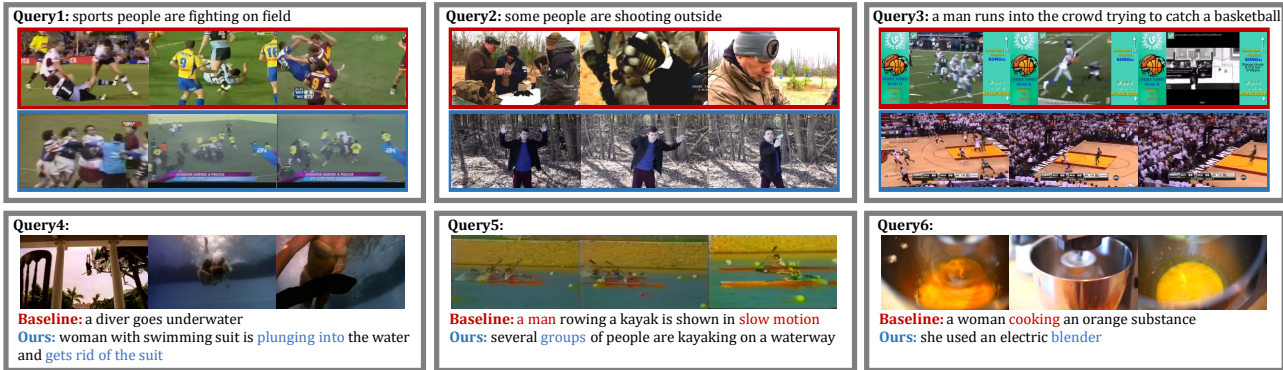 Query1: sports people are fighting on field
Query2: some people are shooting outside
Query3: a man runs into the crowd trying to catch a basketball
SONG:
SONG:
SONG:
Query4:
Baseline: a diver goes underwater
Ours: woman with swimming suit is plunging into the water
and gets rid of the suit
Query5:
Baseline: a man rowing a kayak is shown in slow motion
Ours: several groups of people are kayaking on a waterway
Query6:
Baseline: a woman cooking an orange substance
Ours: she used an electric blender